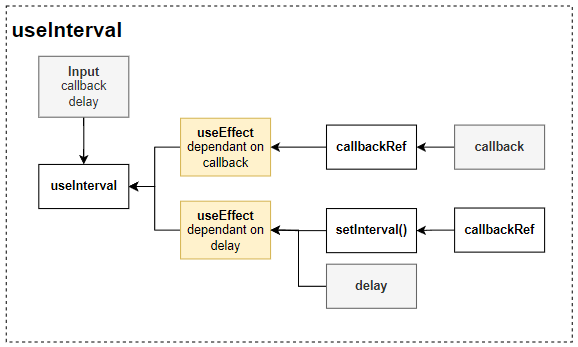 useInterval
Input
callback
delay
useInterval
useEffect
dependant on
callback
callbackRef
callback
useEffect
dependant on
delay
setInterval()
callbackRef
delay